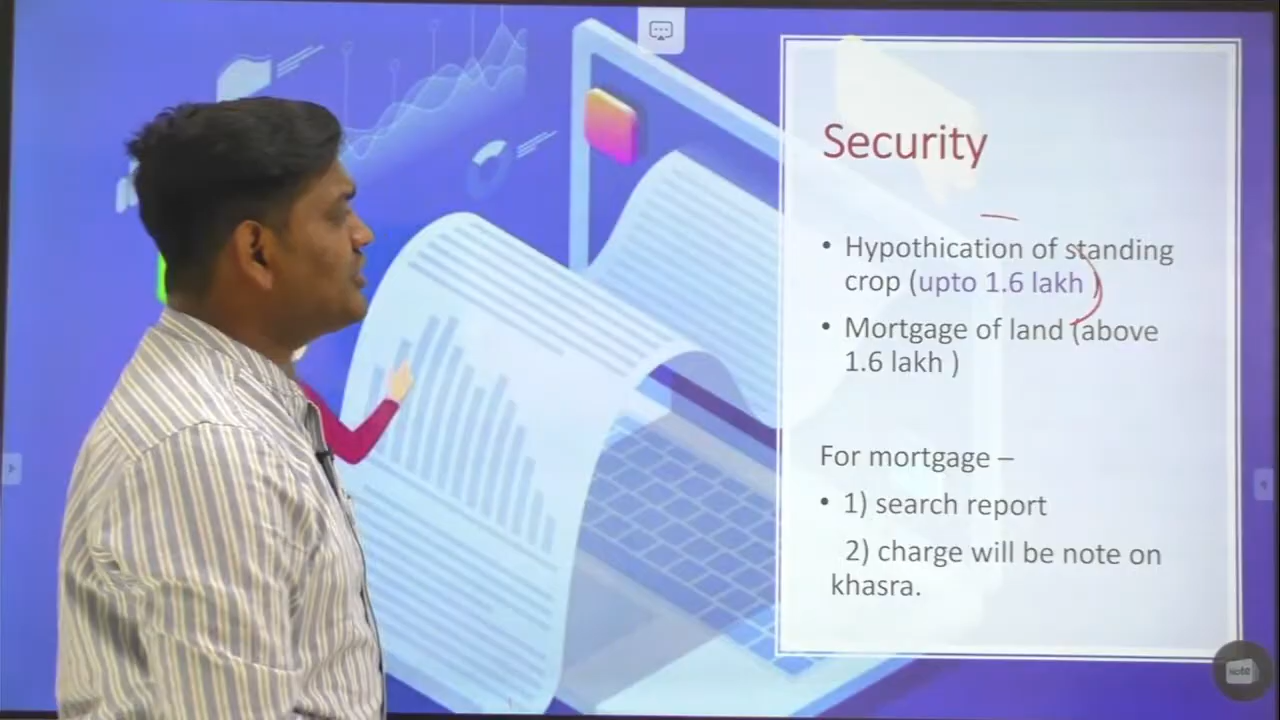 Security
• Hypothication of standing
crop (upto 1.6 lakh )
• Mortgage of land (above
1.6 lakh )
For mortgage –
• 1) search report
2) charge will be note on
khasra.
Note